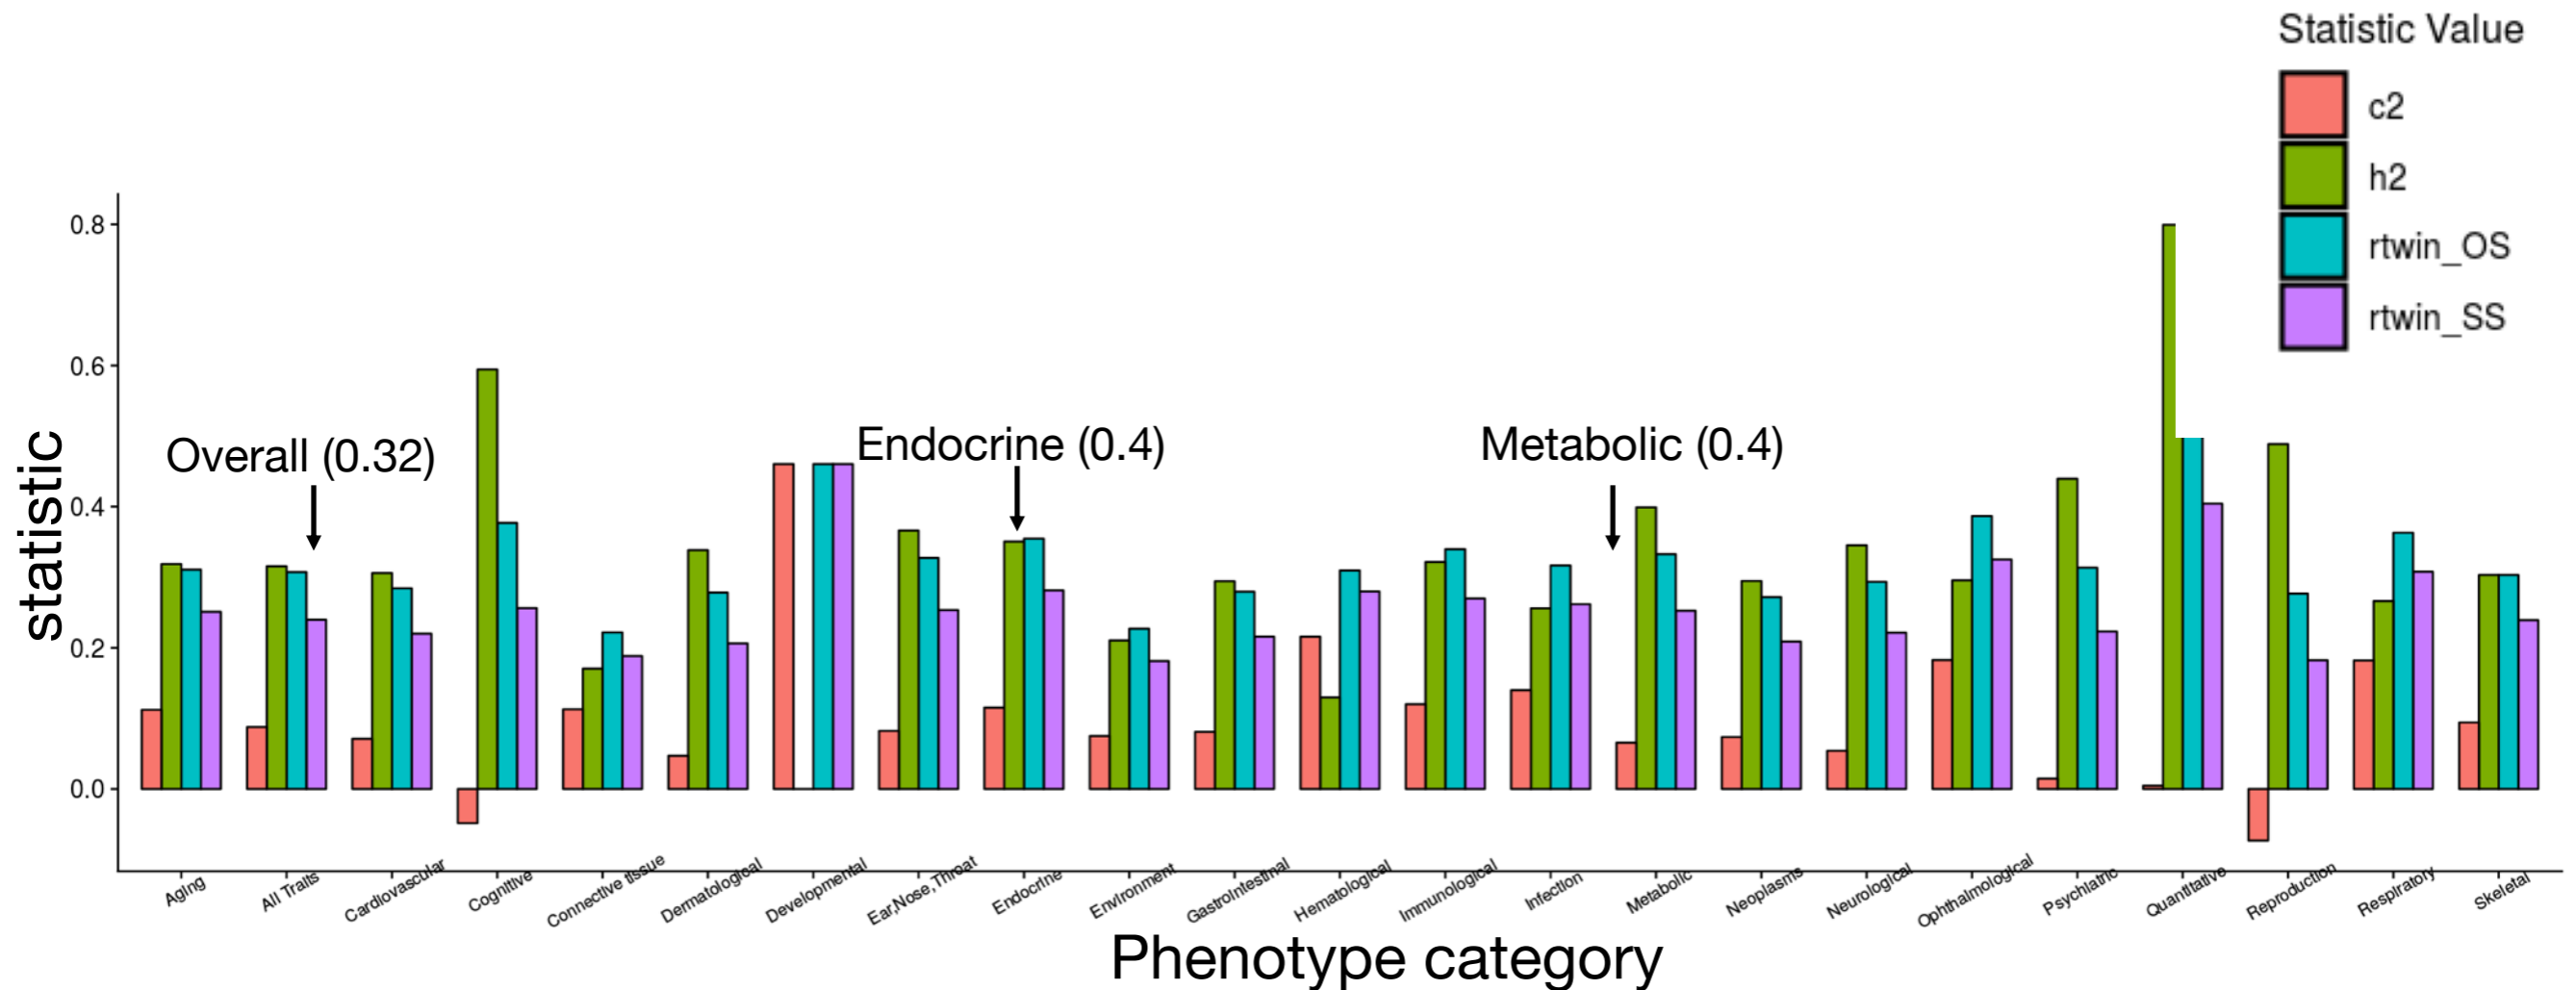 Statistic Value
c2
h2
rtwin_OS
rtwin_SS
statistic
0.8
0.6
0.4
0.2
0.0
Overall (0.32)
Endocrine (0.4)
Metabolic (0.4)
Aging
All Traits
Cardiovascular
Cognitive
Connective tissue
Dermatological
Developmental
Ear,Nose,Throat
Endocrine
Environment
Gastrointestinal
Hematological
Immunological
Infection
Metabolic
Neoplasms
Neurological
Ophthalmological
Psychiatric
Quantitative
Reproduction
Respiratory
Skeletal
Phenotype category